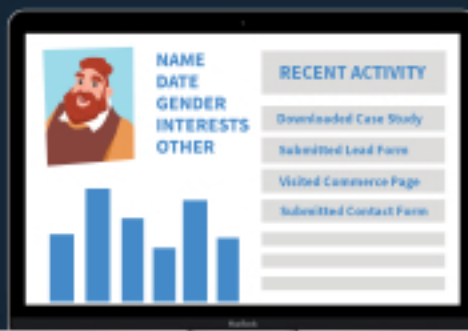 NAME
DATE
GENDER
INTERESTS
OTHER
RECENT ACTIVITY
Downloaded Case Study
Submitted Lead Form
Visited Commerce Page
Submitted Contact Form
MacBook